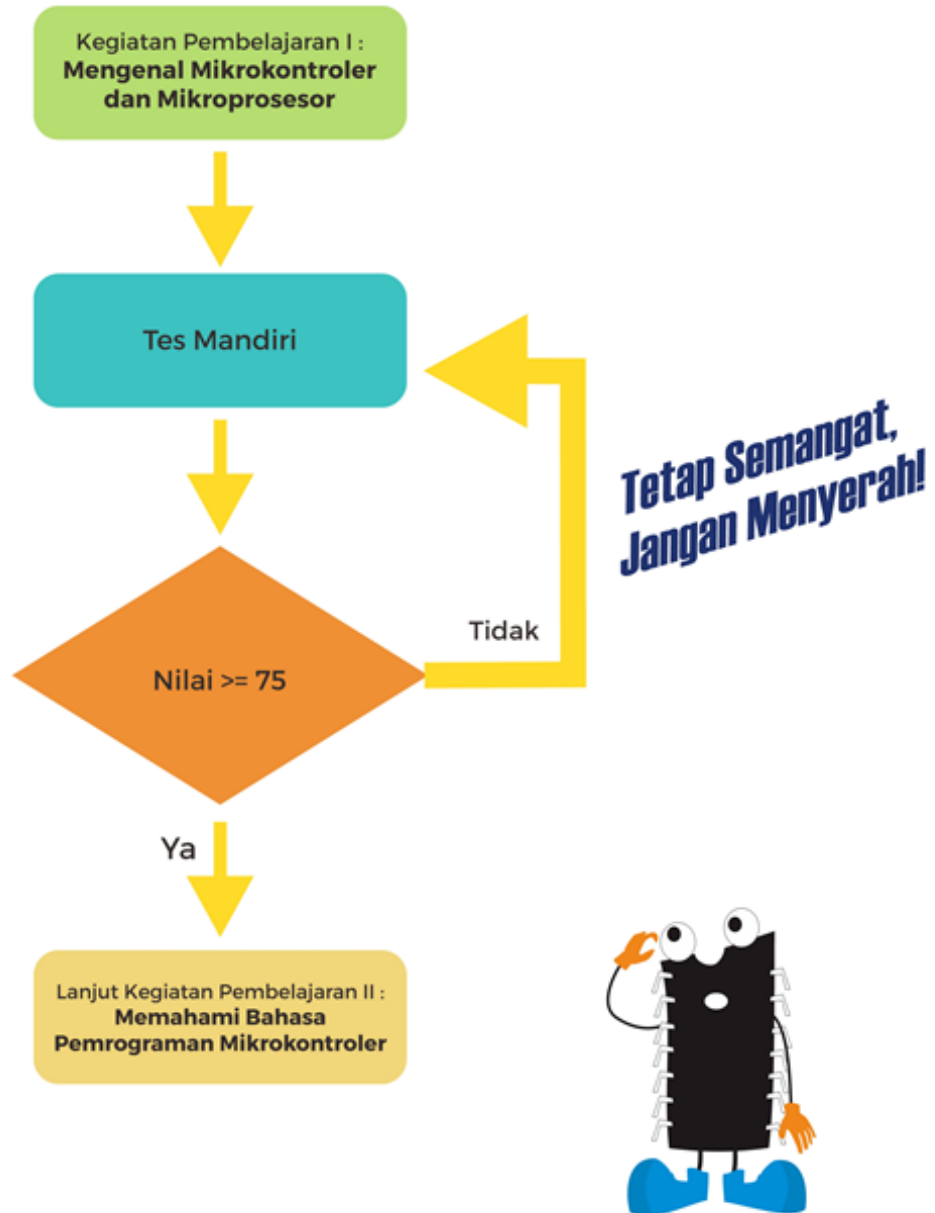 Kegiatan Pembelajaran I :
Mengenal Mikrokontroler
dan Mikroprosesor
Tes Mandiri
Tetap Semangat,
Jangan Menyerah!
Tidak
Nilai >= 75
Ya
Lanjut Kegiatan Pembelajaran II :
Memahami Bahasa
Pemrograman Mikrokontroler